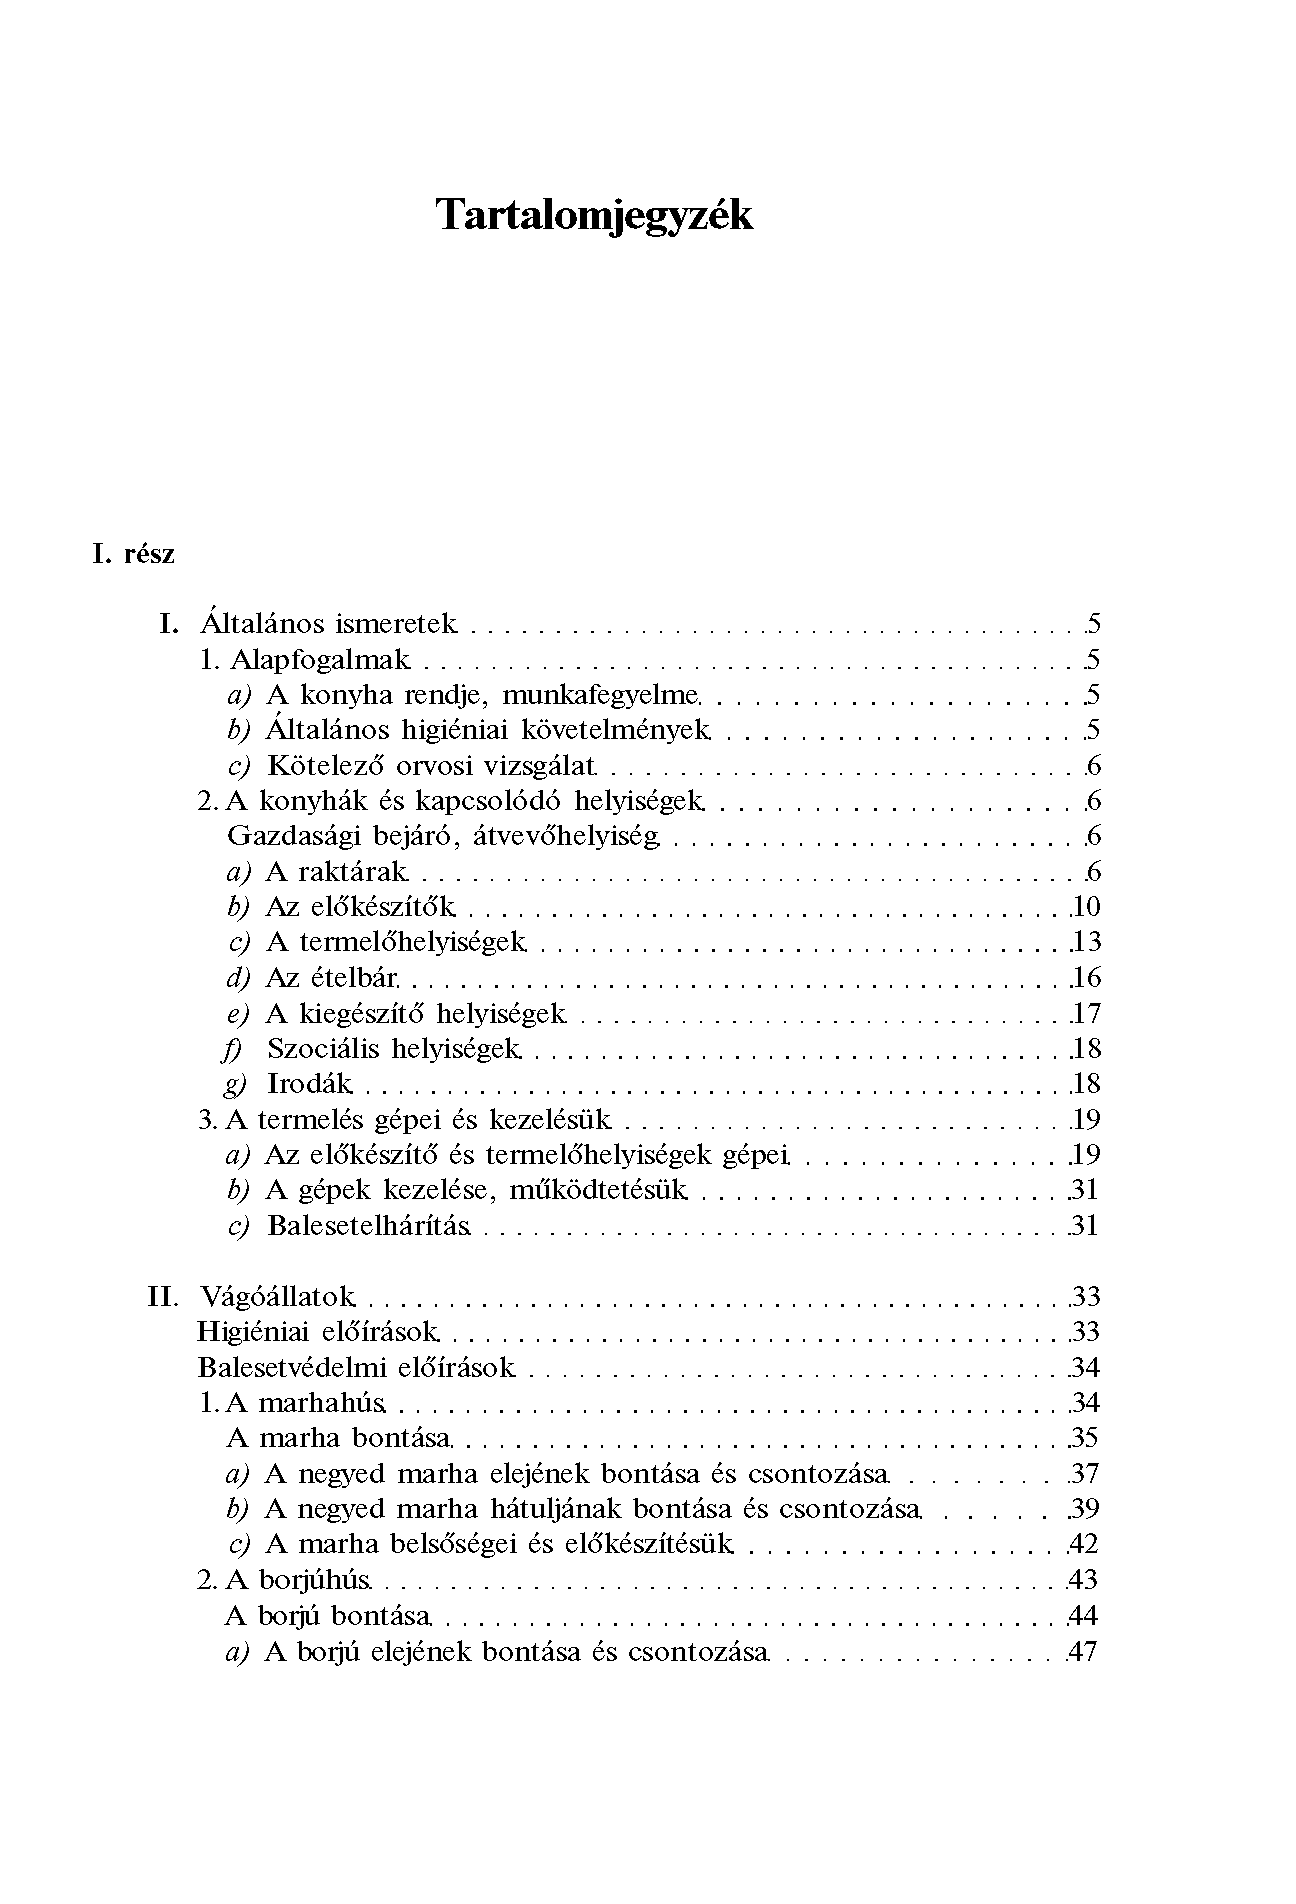 Tartalomjegyzék
I. rész
I. Általános ismeretek . . . . . . . . . . . . . . . . . . . . . . . . . . . . . . . . . . . . . 5
1. Alapfogalmak . . . . . . . . . . . . . . . . . . . . . . . . . . . . . . . . . . . . . . . . 5
a) A konyha rendje, munkafegyelme . . . . . . . . . . . . . . . . . . . . . 5
b) Általános higiéniai követelmények . . . . . . . . . . . . . . . . . . . . 5
c) Kötelező orvosi vizsgálat . . . . . . . . . . . . . . . . . . . . . . . . . . . . . 6
2. A konyhák és kapcsolódó helyiségek . . . . . . . . . . . . . . . . . . . . . 6
Gazdasági bejáró, átvevőhelyiség . . . . . . . . . . . . . . . . . . . . . . . . 6
a) A raktárak . . . . . . . . . . . . . . . . . . . . . . . . . . . . . . . . . . . . . . . . 6
b) Az előkészítők . . . . . . . . . . . . . . . . . . . . . . . . . . . . . . . . . . . . 10
c) A termelőhelyiségek . . . . . . . . . . . . . . . . . . . . . . . . . . . . . . . . 13
d) Az ételbár . . . . . . . . . . . . . . . . . . . . . . . . . . . . . . . . . . . . . . . . 16
e) A kiegészítő helyiségek . . . . . . . . . . . . . . . . . . . . . . . . . . . . . . 17
f) Szociális helyiségek . . . . . . . . . . . . . . . . . . . . . . . . . . . . . . . . 18
g) Irodák . . . . . . . . . . . . . . . . . . . . . . . . . . . . . . . . . . . . . . . . . . . 18
3. A termelés gépei és kezelésük . . . . . . . . . . . . . . . . . . . . . . . . . . . 19
a) Az előkészítő és termelőhelyiségek gépei . . . . . . . . . . . . . . . 19
b) A gépek kezelése, működtetésük . . . . . . . . . . . . . . . . . . . . . . 31
c) Balesetelhárítás . . . . . . . . . . . . . . . . . . . . . . . . . . . . . . . . . . . 31
II. Vágóállatok . . . . . . . . . . . . . . . . . . . . . . . . . . . . . . . . . . . . . . . . . . 33
Higiéniai előírások . . . . . . . . . . . . . . . . . . . . . . . . . . . . . . . . . . . . . 33
Balesetvédelmi előírások . . . . . . . . . . . . . . . . . . . . . . . . . . . . . . . . 34
1. A marhahús . . . . . . . . . . . . . . . . . . . . . . . . . . . . . . . . . . . . . . . . 34
A marha bontása . . . . . . . . . . . . . . . . . . . . . . . . . . . . . . . . . . . . 35
a) A negyed marha elejének bontása és csontozása . . . . . . . . 37
b) A negyed marha hátuljának bontása és csontozása . . . . . . 39
c) A marha belsőségei és előkészítésük . . . . . . . . . . . . . . . . . . 42
2. A borjúhús . . . . . . . . . . . . . . . . . . . . . . . . . . . . . . . . . . . . . . . . . 43
A borjú bontása . . . . . . . . . . . . . . . . . . . . . . . . . . . . . . . . . . . . . 44
a) A borjú elejének bontása és csontozása . . . . . . . . . . . . . . . . 47